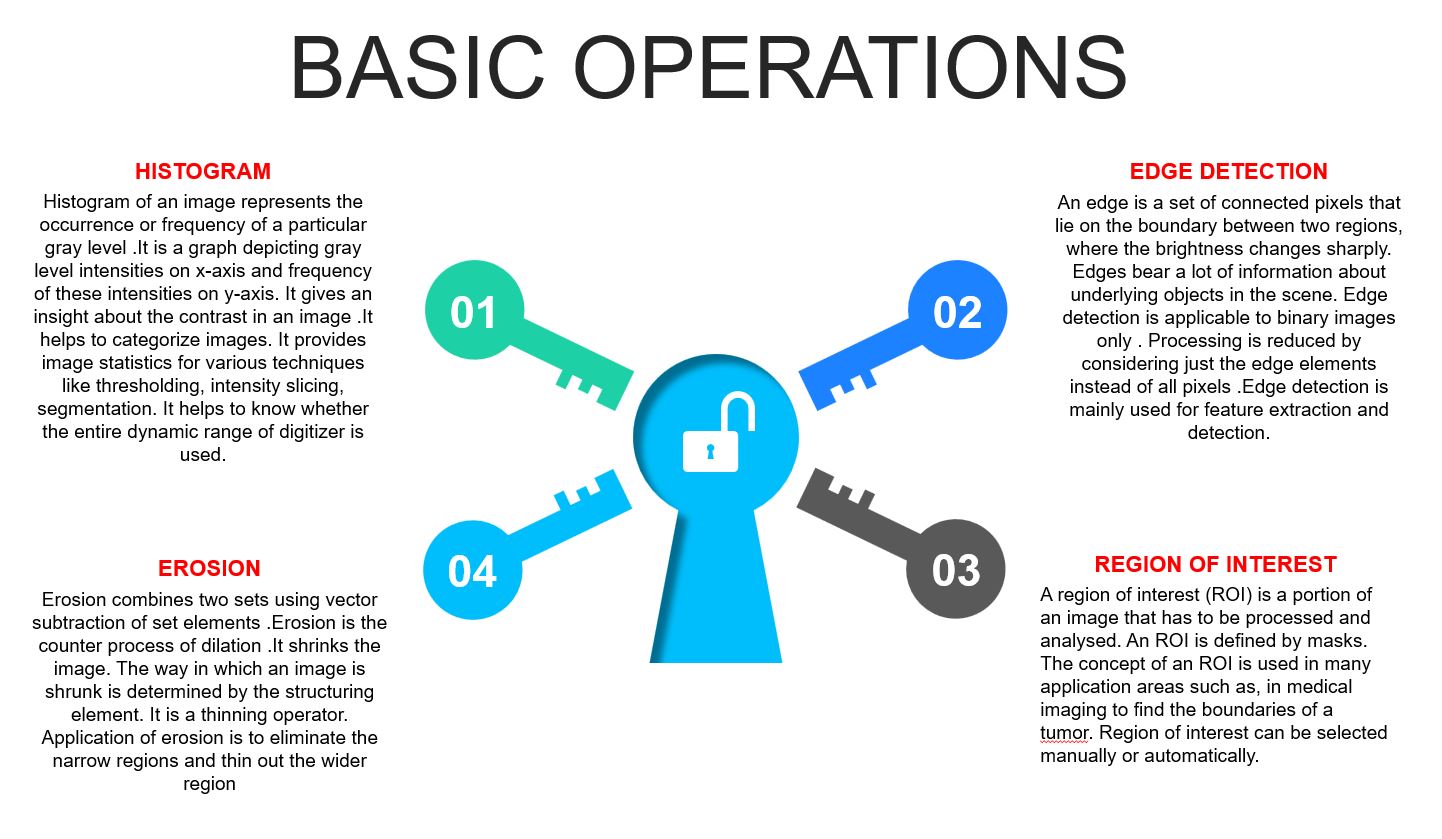 BASIC OPERATIONS
HISTOGRAM
Histogram of an image represents the
occurrence or frequency of a particular
gray level .It is a graph depicting gray
level intensities on x-axis and frequency
of these intensities on y-axis. It gives an
insight about the contrast in an image .It
helps to categorize images. It provides
image statistics for various techniques
like thresholding, intensity slicing,
segmentation. It helps to know whether
the entire dynamic range of digitizer is
used.
EDGE DETECTION
An edge is a set of connected pixels that
lie on the boundary between two regions,
where the brightness changes sharply.
Edges bear a lot of information about
underlying objects in the scene. Edge
detection is applicable to binary images
only . Processing is reduced by
considering just the edge elements
instead of all pixels .Edge detection is
mainly used for feature extraction and
detection.
01
02
04
03
EROSION
Erosion combines two sets using vector
subtraction of set elements .Erosion is the
counter process of dilation .It shrinks the
image. The way in which an image is
shrunk is determined by the structuring
element. It is a thinning operator.
Application of erosion is to eliminate the
narrow regions and thin out the wider
region
REGION OF INTEREST
A region of interest (ROI) is a portion of
an image that has to be processed and
analysed. An ROI is defined by masks.
The concept of an ROI is used in many
application areas such as, in medical
imaging to find the boundaries of a
tumor. Region of interest can be selected
manually or automatically.